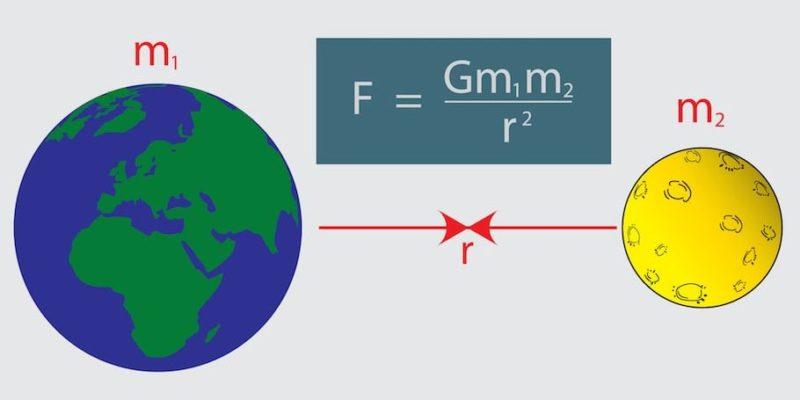 m₁
F = Gm₁m₂ / r²
m₂
r